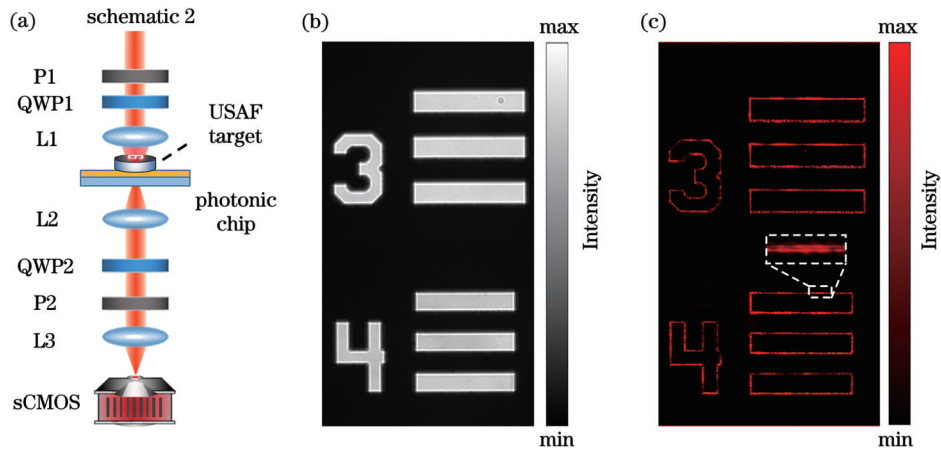 (a)
schematic 2
P1
QWP1
L1
USAF
target
photonic
chip
L2
QWP2
P2
L3
sCMOS
(b)
3
4
max
Intensity
min
(c)
3
4
max
Intensity
min